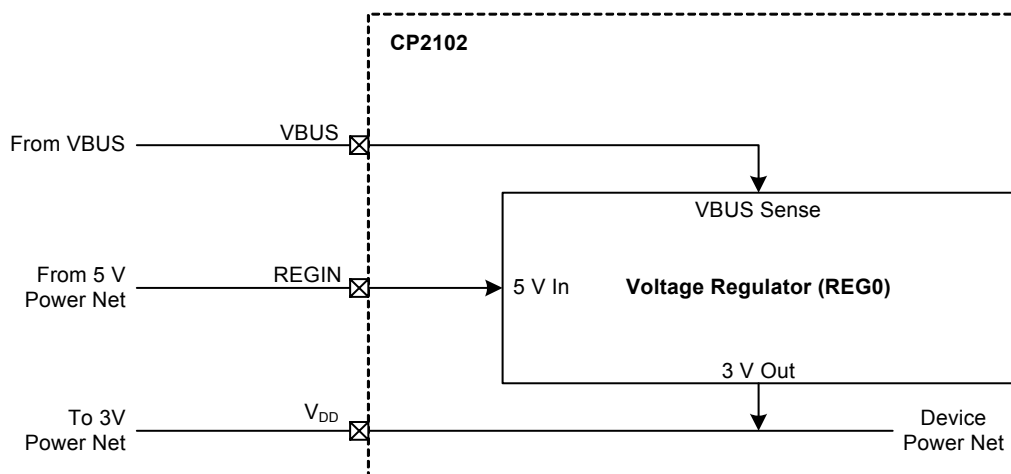 CP2102
From VBUS
VBUS
VBUS Sense
From 5 V
Power Net
REGIN
5 V In
Voltage Regulator (REG0)
3 V Out
To 3V
Power Net
VDD
Device
Power Net